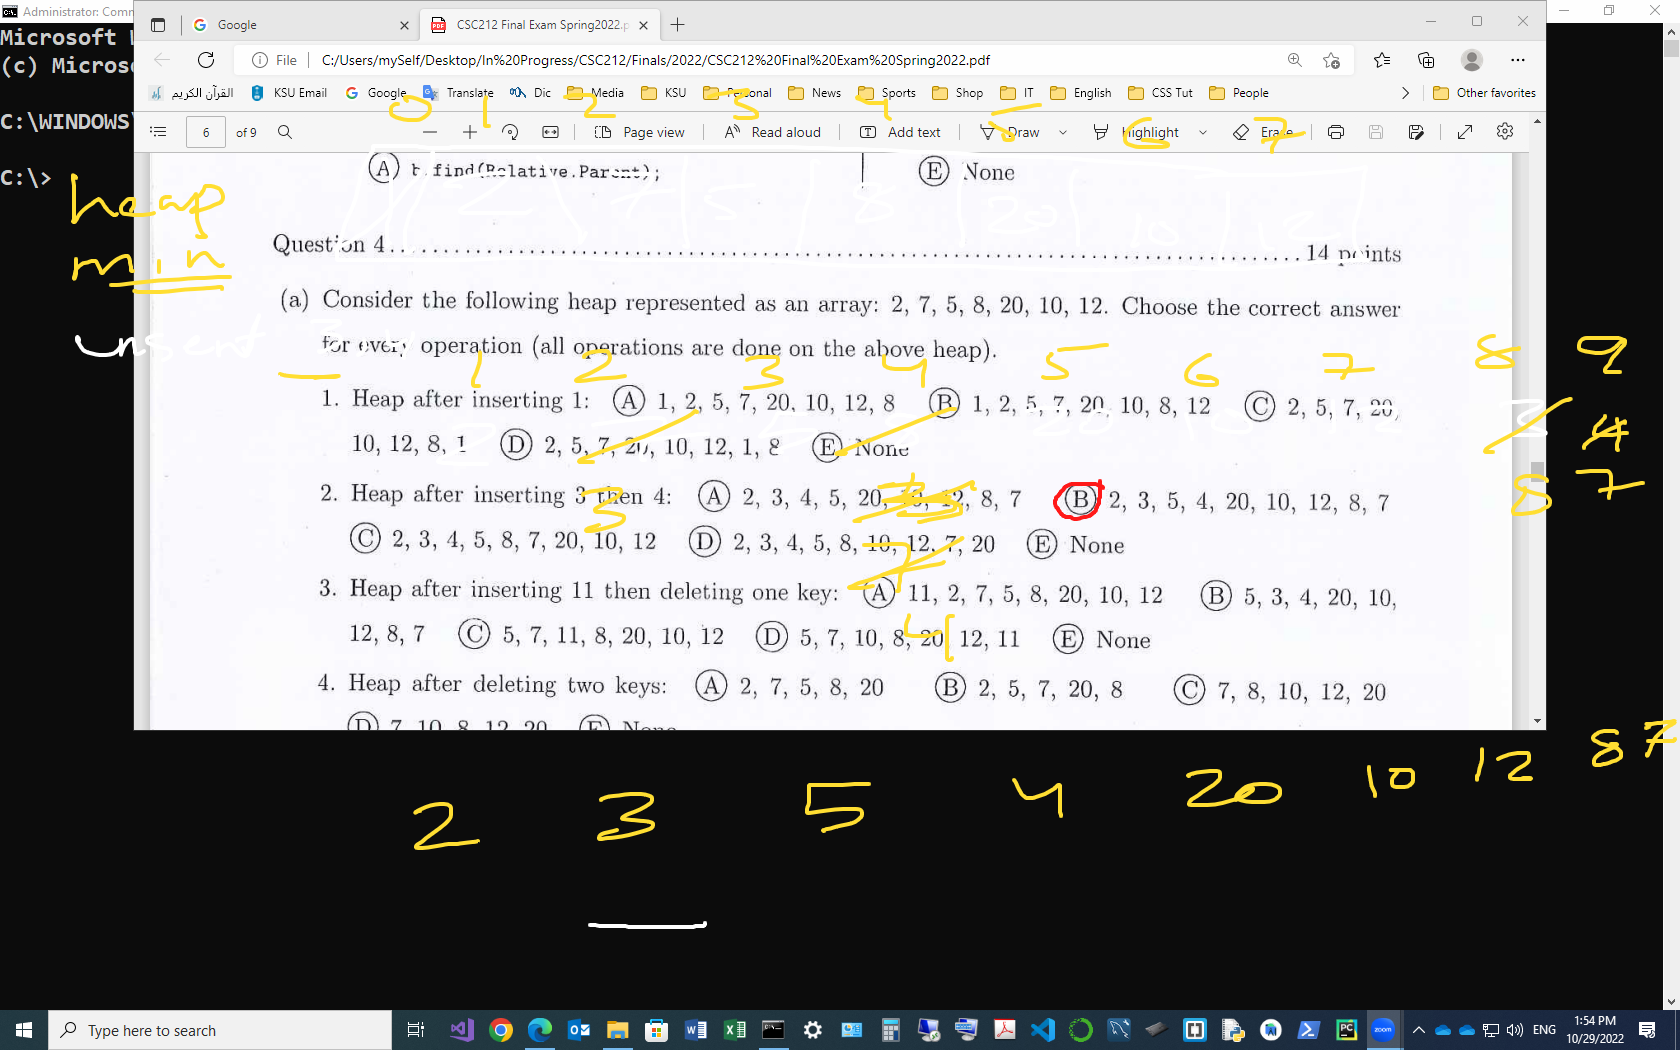 Administrator: Com
Google
CSC212 Final Exam Spring2022.p
Microsoft
(c) Micros
File
C:/Users/mySelf/Desktop/In%20Progress/CSC212/Finals/2022/CSC212%20Final%20Exam%20Spring2022.pdf
القرآن الكريم KSU Email Google Translate Dic Media KSU Personal News Sports Shop IT English CSS Tut People Other favorites
0 1 2 3 4 5 6 7
C:\WINDOWS\
6 of 9 Page view Read aloud Add text Draw Highlight Erase
C:\>
(A) b.find(Relative.Parent);
(E) None
heap
min
Question 4 14 points
(a) Consider the following heap represented as an array: 2, 7, 5, 8, 20, 10, 12. Choose the correct answer
for every operation (all operations are done on the above heap).
insert 3
1 2 3 4 5 6 7 8 9
1. Heap after inserting 1: (A) 1, 2, 5, 7, 20, 10, 12, 8 (B) 1, 2, 5, 7, 20, 10, 8, 12 (C) 2, 5, 7, 20,
10, 12, 8, 1 (D) 2, 5, 7, 20, 10, 12, 1, 8 (E) None
3 4
2. Heap after inserting 3 then 4: (A) 2, 3, 4, 5, 20, 10, 12, 8, 7 (B) 2, 3, 5, 4, 20, 10, 12, 8, 7
8 7
3
(C) 2, 3, 4, 5, 8, 7, 20, 10, 12 (D) 2, 3, 4, 5, 8, 10, 12, 7, 20 (E) None
7
3. Heap after inserting 11 then deleting one key: (A) 11, 2, 7, 5, 8, 20, 10, 12 (B) 5, 3, 4, 20, 10,
12, 8, 7 (C) 5, 7, 11, 8, 20, 10, 12 (D) 5, 7, 10, 8, 20, 12, 11 (E) None
4
4. Heap after deleting two keys: (A) 2, 7, 5, 8, 20 (B) 2, 5, 7, 20, 8 (C) 7, 8, 10, 12, 20
(D) 7, 10, 8, 12, 20 (E) None
2 3 5 4 20 10 12 8 7
Type here to search
ENG
1:54 PM
10/29/2022